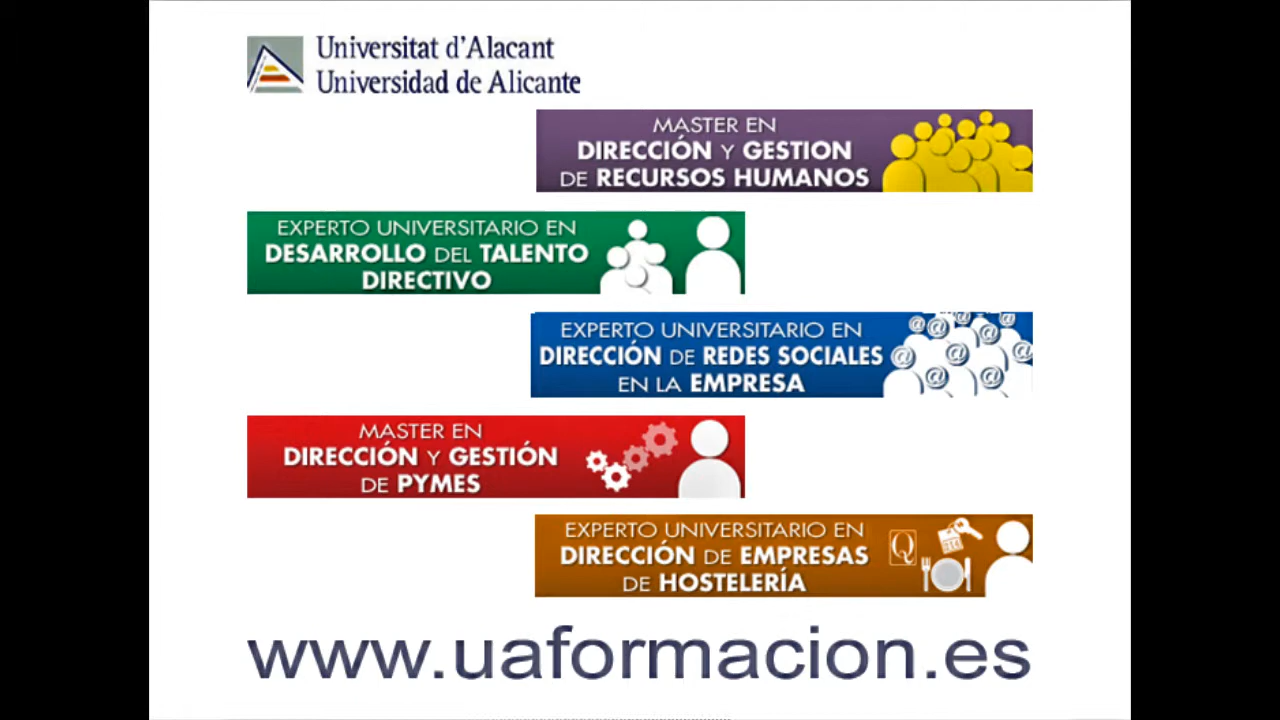 Universitat d'Alacant
Universidad de Alicante
MASTER EN
DIRECCIÓN Y GESTION
DE RECURSOS HUMANOS
EXPERTO UNIVERSITARIO EN
DESARROLLO DEL TALENTO
DIRECTIVO
EXPERTO UNIVERSITARIO EN
DIRECCIÓN DE REDES SOCIALES
EN LA EMPRESA
@ @ @ @ @ @ @ @ @ @
MASTER EN
DIRECCIÓN Y GESTIÓN
DE PYMES
EXPERTO UNIVERSITARIO EN
DIRECCIÓN DE EMPRESAS
DE HOSTELERÍA
Q
www.uaformacion.es